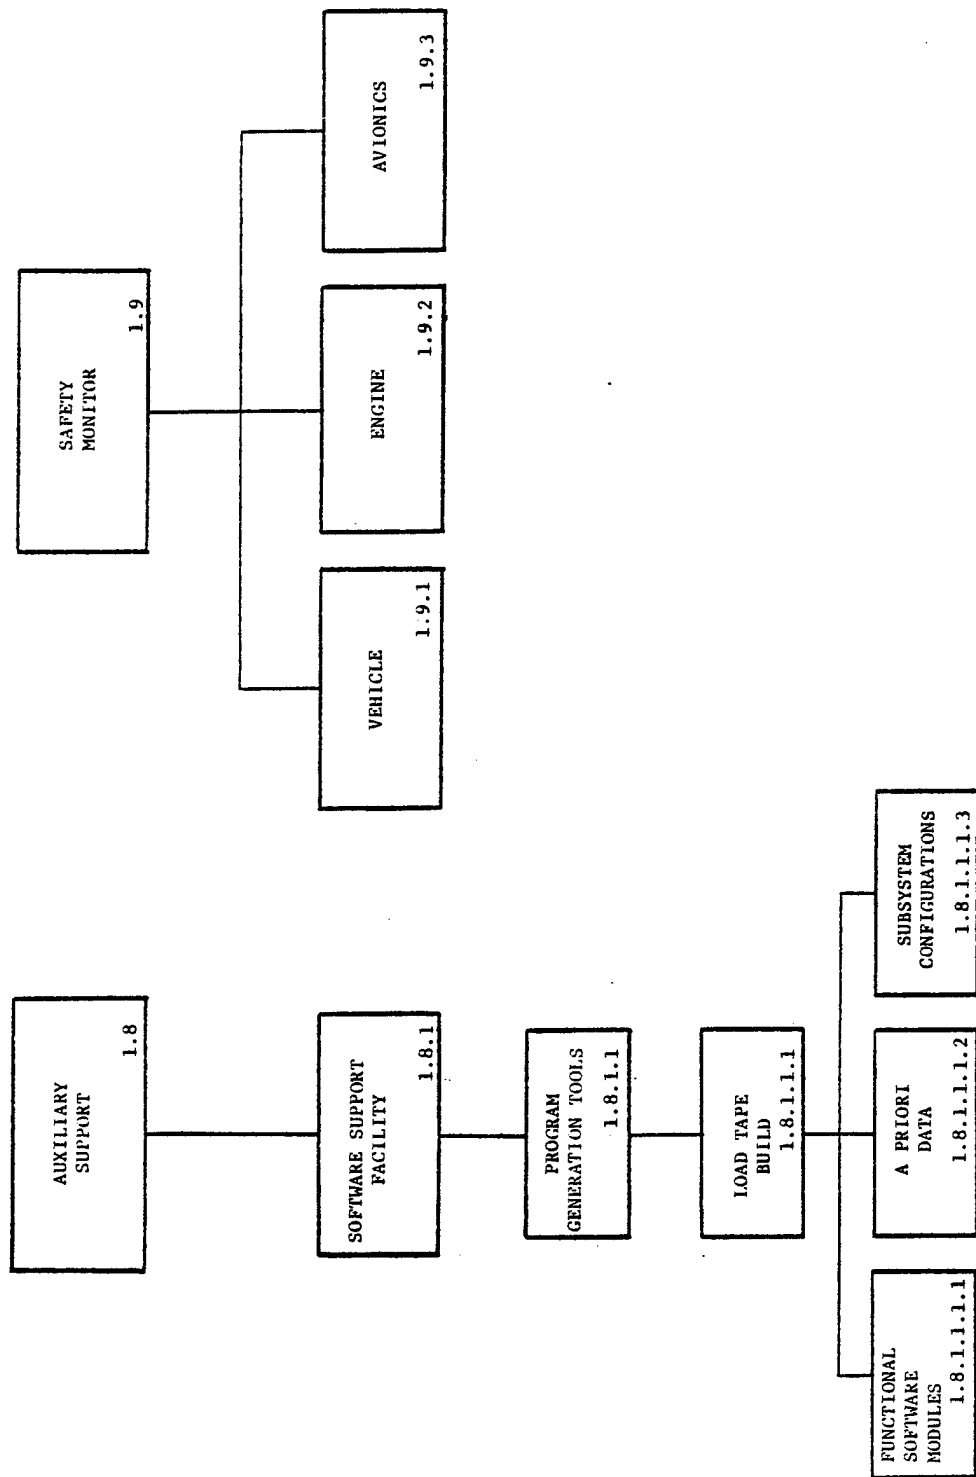 AUXILIARY
SUPPORT
1.8
SOFTWARE SUPPORT
FACILITY
1.8.1
PROGRAM
GENERATION TOOLS
1.8.1.1
LOAD TAPE
BUILD
1.8.1.1.1
FUNCTIONAL
SOFTWARE
MODULES
1.8.1.1.1.1
A PRIORI
DATA
1.8.1.1.1.2
SUBSYSTEM
CONFIGURATIONS
1.8.1.1.1.3
SAFETY
MONITOR
1.9
VEHICLE
1.9.1
ENGINE
1.9.2
AVIONICS
1.9.3